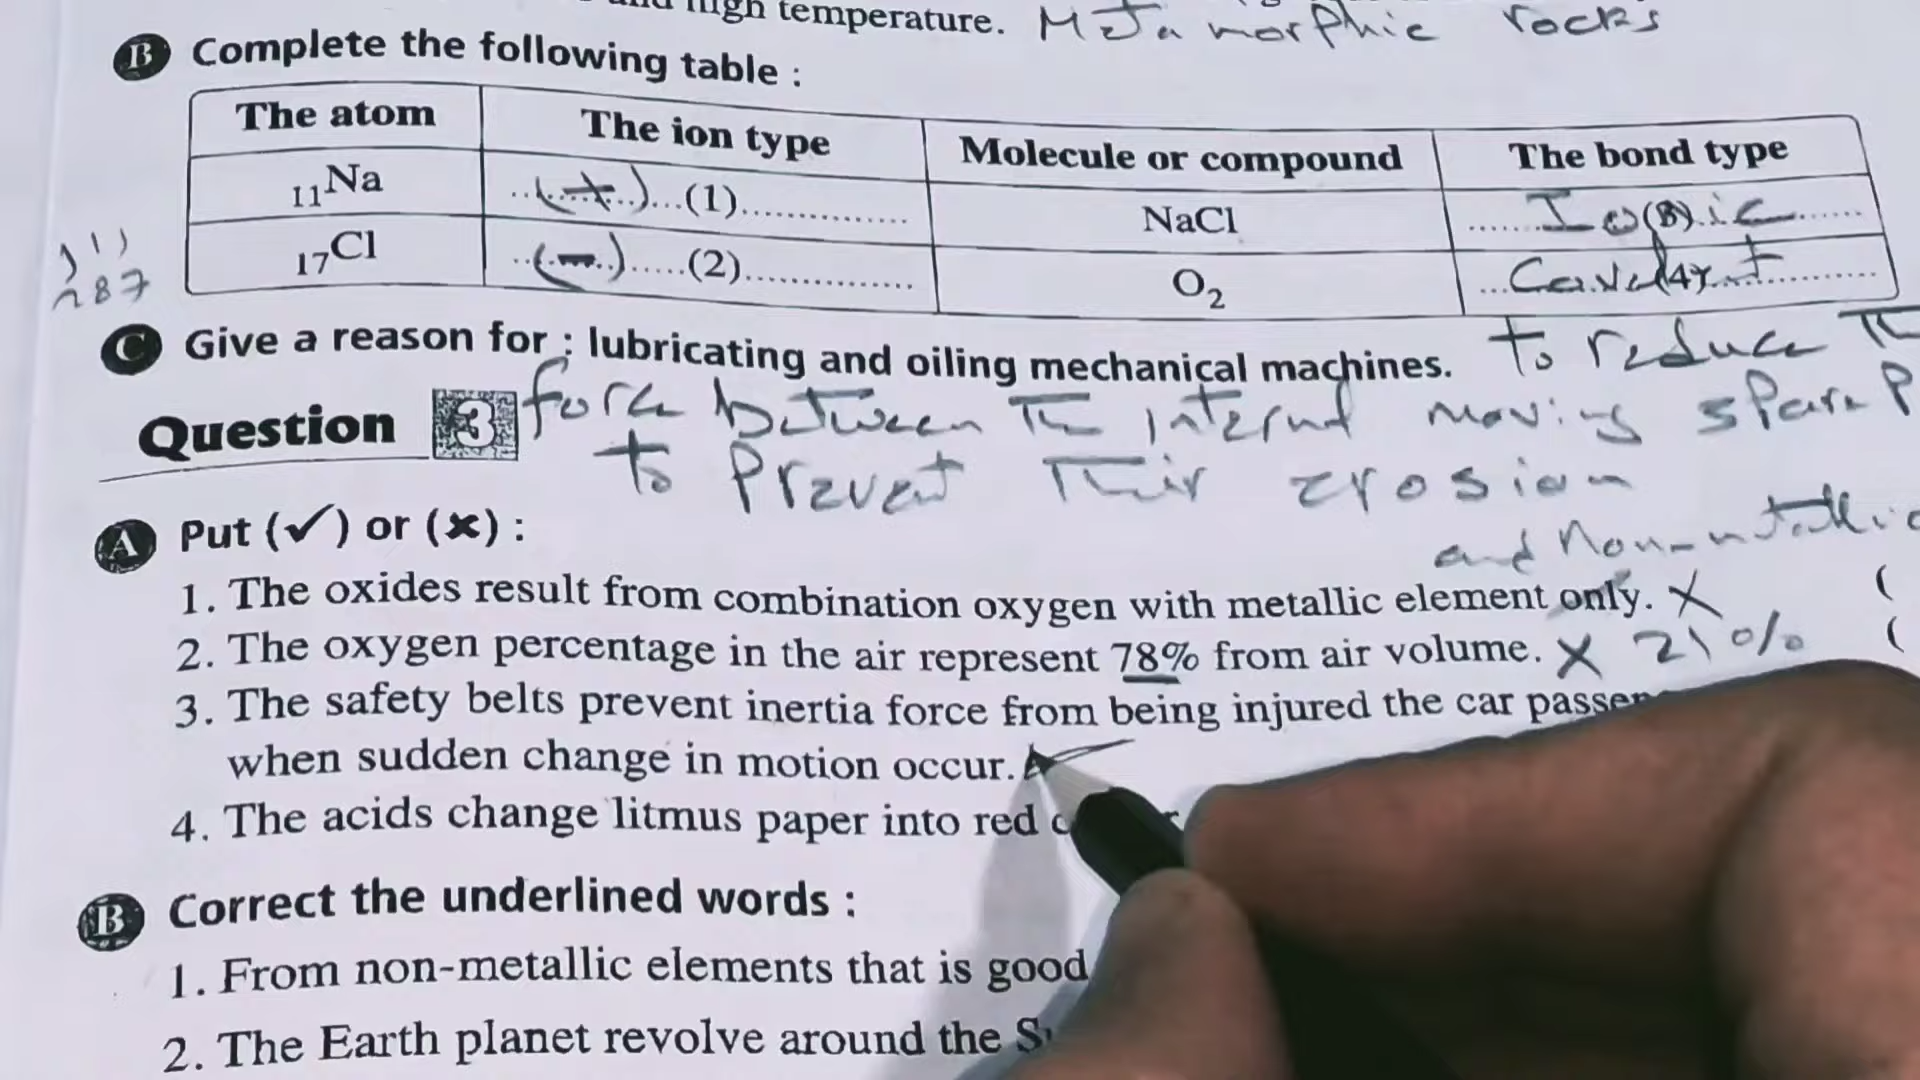 and high temperature. Metamorphic rocks
B Complete the following table :
The atom The ion type Molecule or compound The bond type
11Na ..(+)...(1)............... NaCl .......Ionic(3)......
17Cl ..(-).....(2)............... O2 ...Covalent(4)...........
287
C Give a reason for : lubricating and oiling mechanical machines. to reduce
Question 3 force between The internal moving
to Prevent Their erosion
A Put (✓) or (×) :
and Non-metallic
1. The oxides result from combination oxygen with metallic element only. X (
2. The oxygen percentage in the air represent 78% from air volume. X 21% (
3. The safety belts prevent inertia force from being injured the car
when sudden change in motion occur.
4. The acids change litmus paper into red
B Correct the underlined words :
1. From non-metallic elements that is good
2. The Earth planet revolve around the